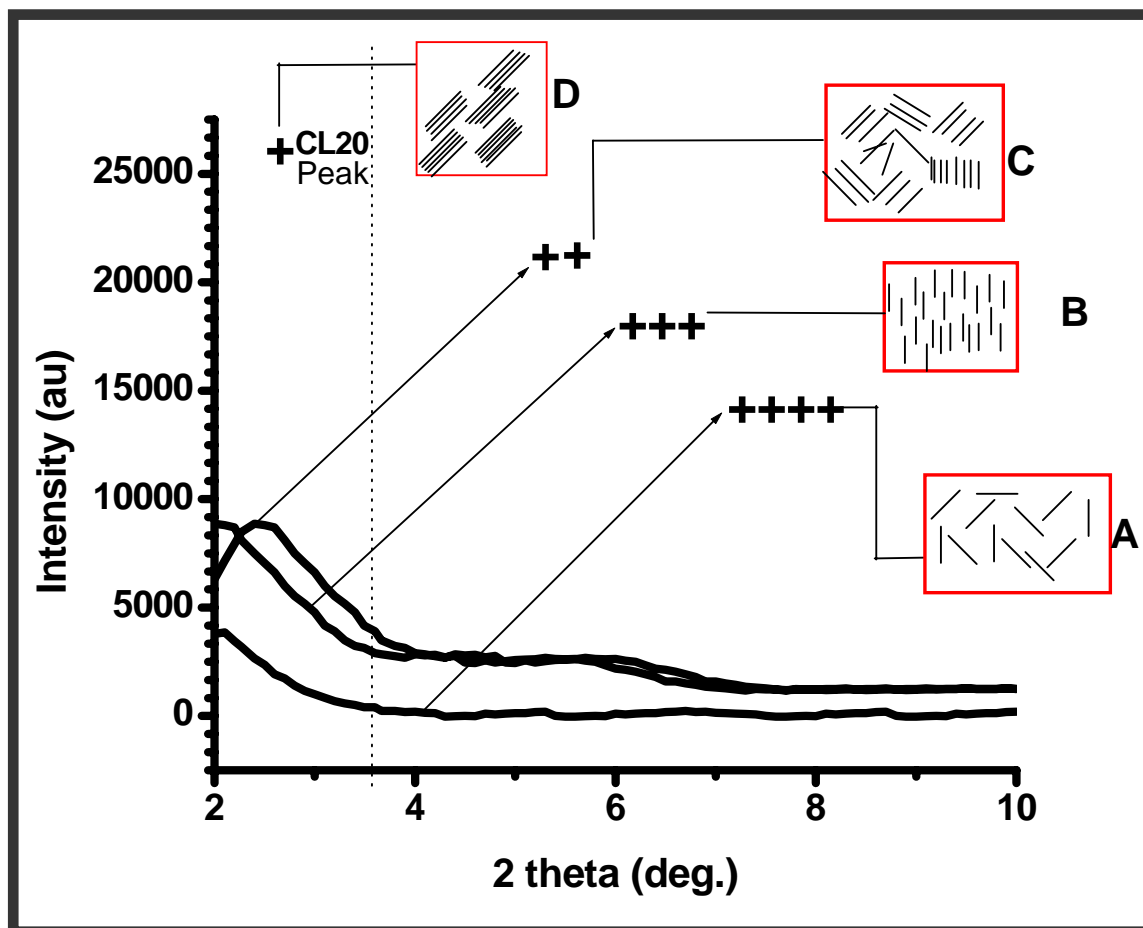 D
CL20
Peak
C
B
A
25000
20000
15000
10000
5000
0
Intensity (au)
2 4 6 8 10
2 theta (deg.)